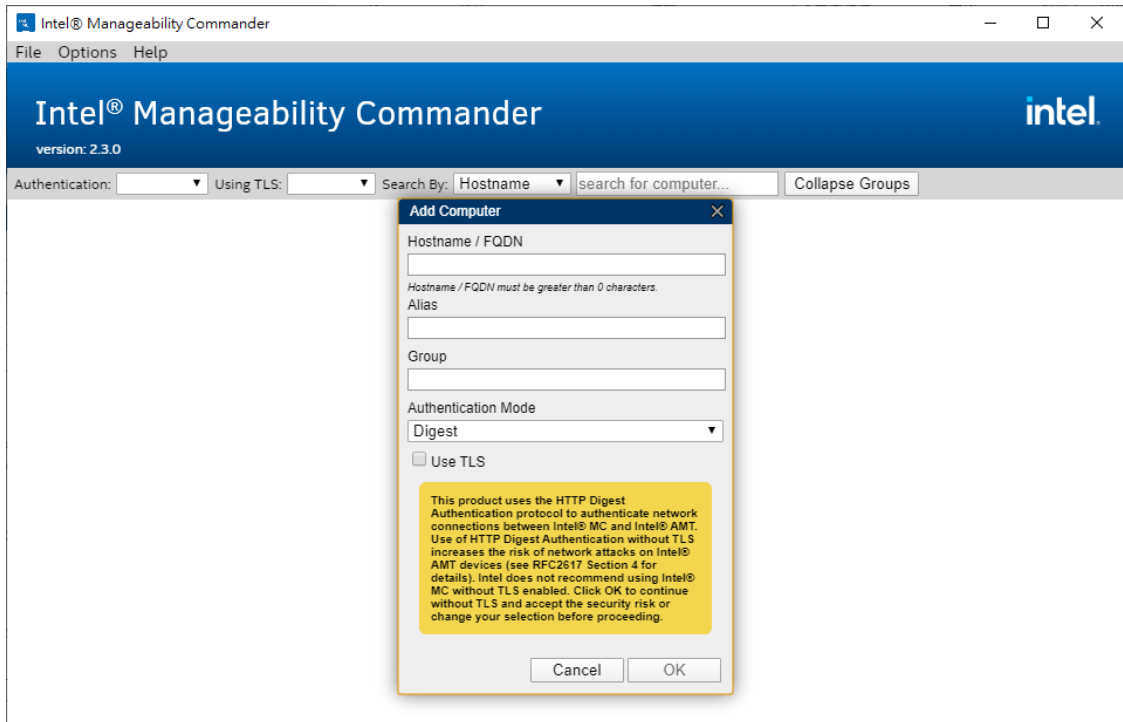 Intel® Manageability Commander
File Options Help
Intel® Manageability Commander
intel.
version: 2.3.0
Authentication: Using TLS: Search By: Hostname search for computer... Collapse Groups
Add Computer
Hostname / FQDN
Hostname / FQDN must be greater than 0 characters.
Alias
Group
Authentication Mode
Digest
Use TLS
This product uses the HTTP Digest
Authentication protocol to authenticate network
connections between Intel® MC and Intel® AMT.
Use of HTTP Digest Authentication without TLS
increases the risk of network attacks on Intel®
AMT devices (see RFC2617 Section 4 for
details). Intel does not recommend using Intel®
MC without TLS enabled. Click OK to continue
without TLS and accept the security risk or
change your selection before proceeding.
Cancel OK